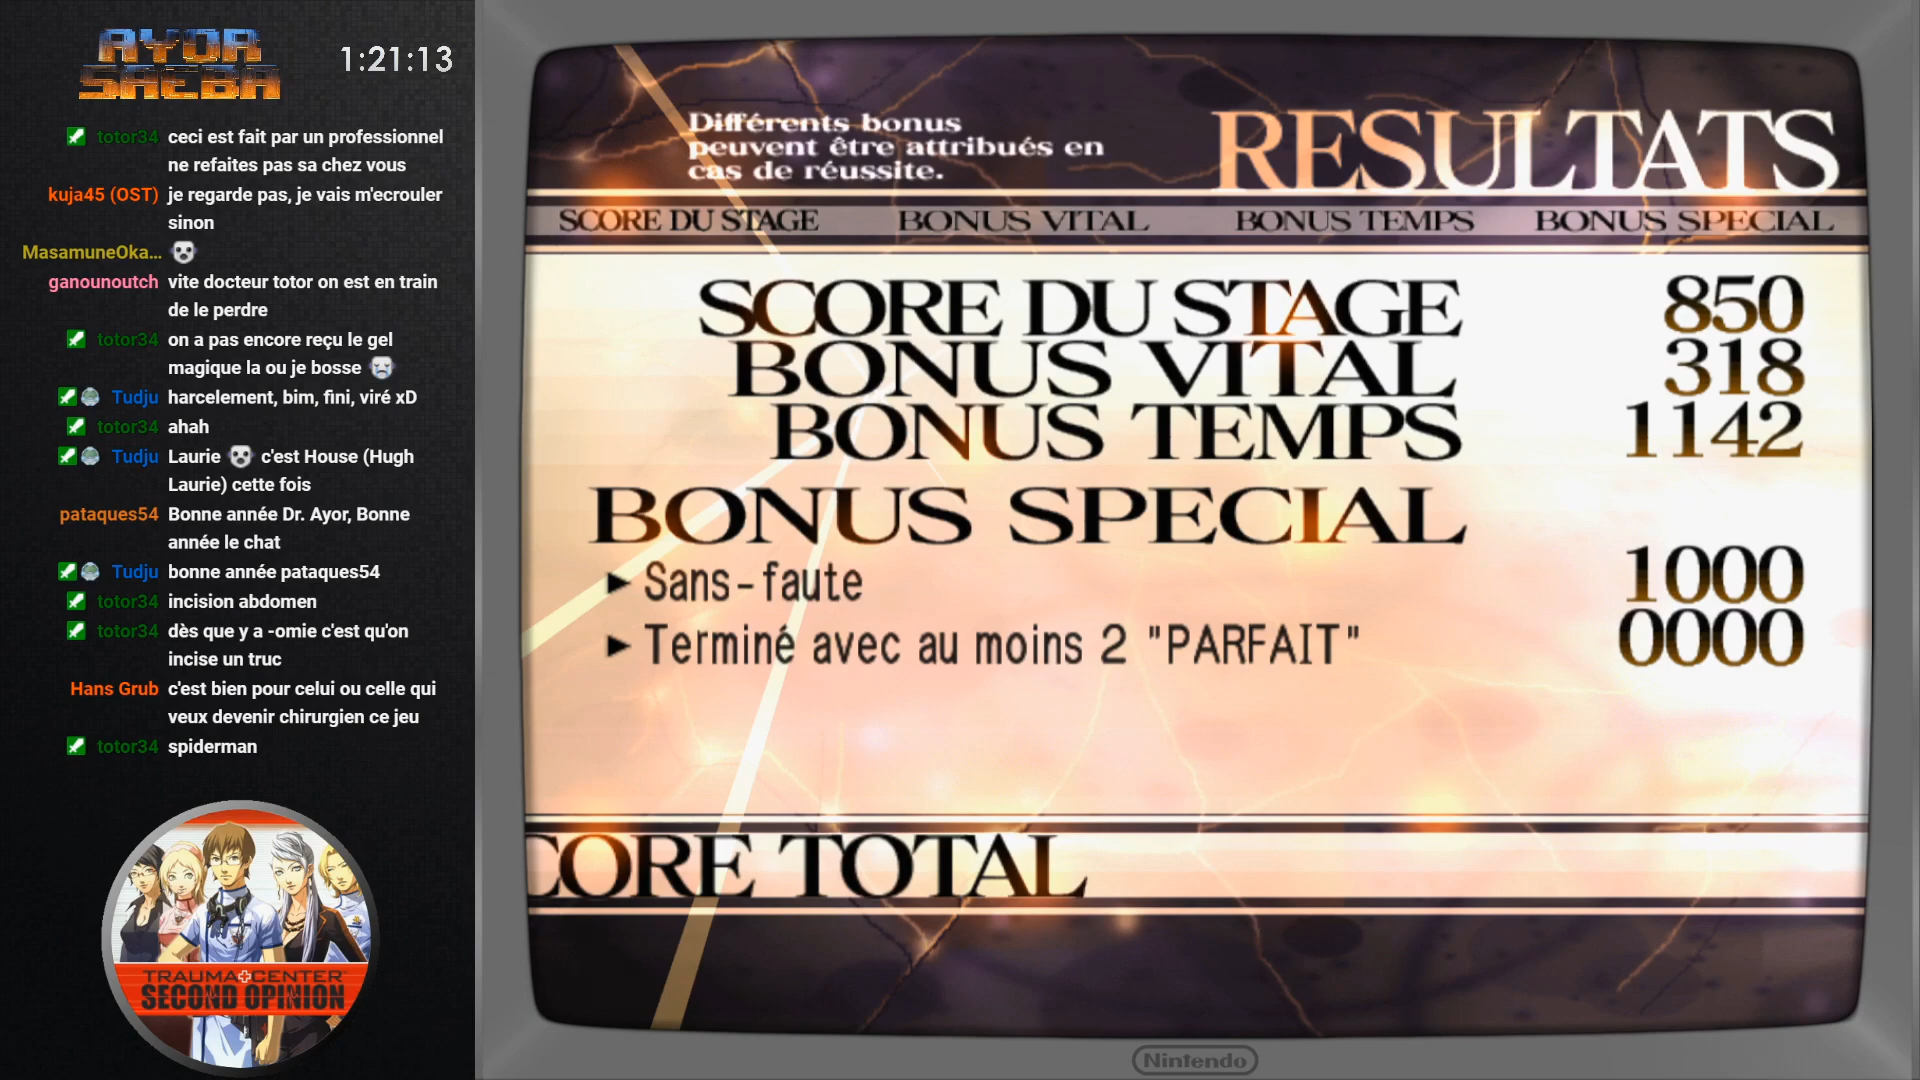 AYOR
SAEBA
1:21:13
totor34 ceci est fait par un professionnel
ne refaites pas sa chez vous
kuja45 (OST) je regarde pas, je vais m'ecrouler
sinon
MasamuneOka...
ganounoutch vite docteur totor on est en train
de le perdre
totor34 on a pas encore reçu le gel
magique la ou je bosse
Tudju harcelement, bim, fini, viré xD
totor34 ahah
Tudju Laurie c'est House (Hugh
Laurie) cette fois
pataques54 Bonne année Dr. Ayor, Bonne
année le chat
Tudju bonne année pataques54
totor34 incision abdomen
totor34 dès que y a -omie c'est qu'on
incise un truc
Hans Grub c'est bien pour celui ou celle qui
veux devenir chirurgien ce jeu
totor34 spiderman
TRAUMA CENTER
SECOND OPINION
Différents bonus
peuvent être attribués en
cas de réussite.
RESULTATS
SCORE DU STAGE BONUS VITAL BONUS TEMPS BONUS SPECIAL
SCORE DU STAGE 850
BONUS VITAL 318
BONUS TEMPS 1142
BONUS SPECIAL
► Sans-faute 1000
► Terminé avec au moins 2 "PARFAIT" 0000
CORE TOTAL
Nintendo